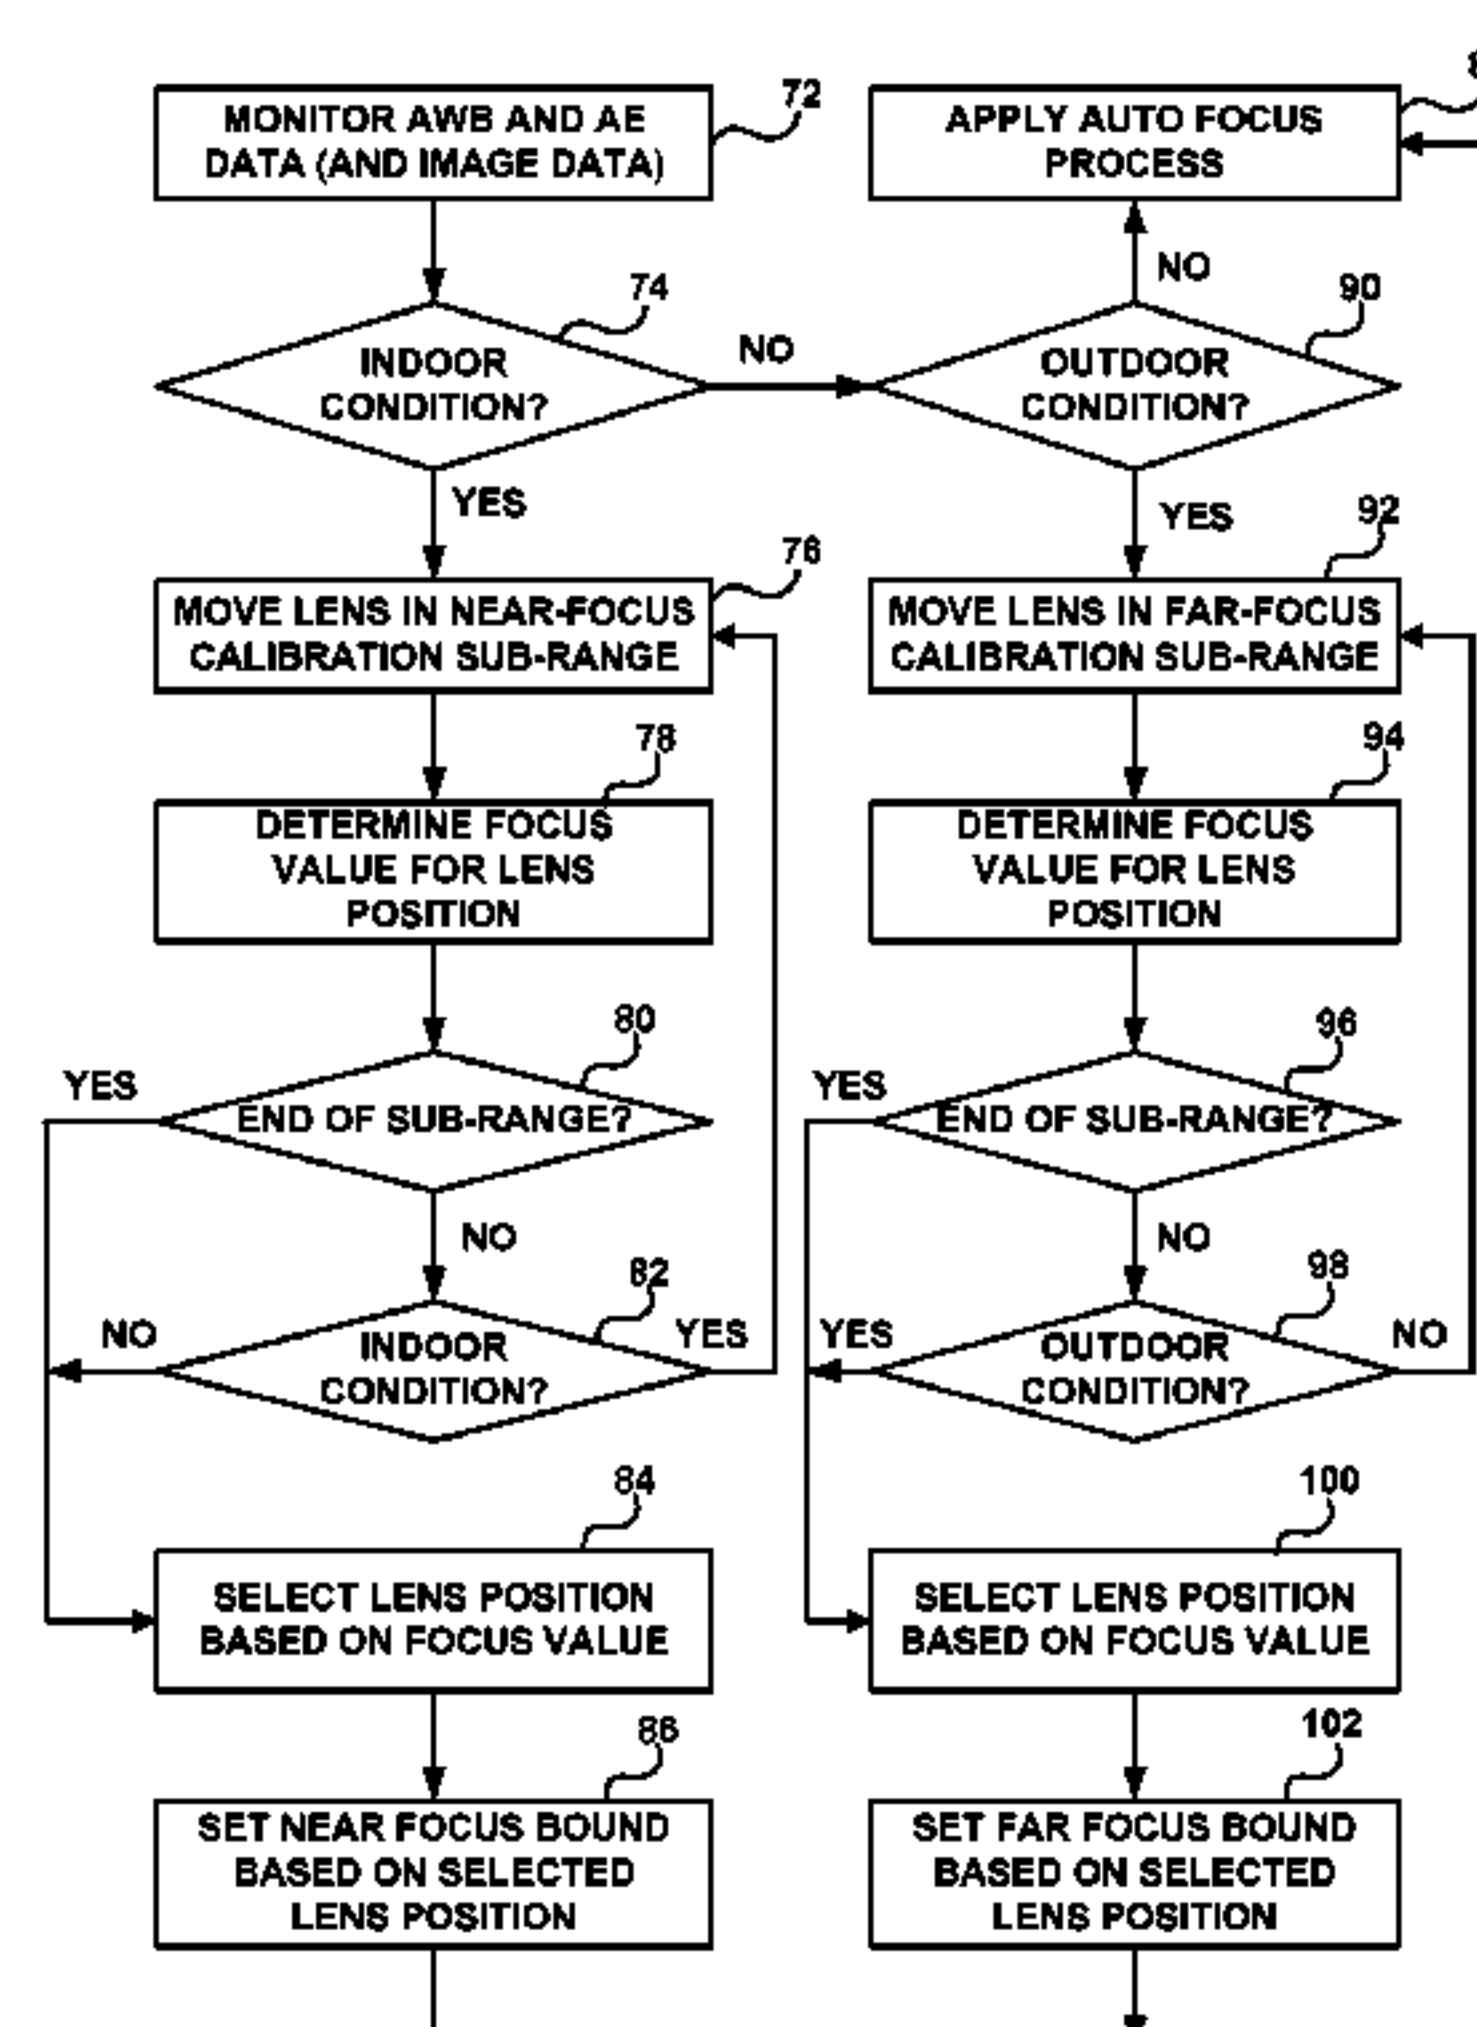 MONITOR AWB AND AE
DATA (AND IMAGE DATA)
72
APPLY AUTO FOCUS
PROCESS
NO
74
INDOOR
CONDITION?
NO
90
OUTDOOR
CONDITION?
YES
YES
76
MOVE LENS IN NEAR-FOCUS
CALIBRATION SUB-RANGE
92
MOVE LENS IN FAR-FOCUS
CALIBRATION SUB-RANGE
78
DETERMINE FOCUS
VALUE FOR LENS
POSITION
94
DETERMINE FOCUS
VALUE FOR LENS
POSITION
80
YES
END OF SUB-RANGE?
96
YES
END OF SUB-RANGE?
NO
NO
82
NO
INDOOR
CONDITION?
YES
98
YES
OUTDOOR
CONDITION?
NO
84
SELECT LENS POSITION
BASED ON FOCUS VALUE
100
SELECT LENS POSITION
BASED ON FOCUS VALUE
86
SET NEAR FOCUS BOUND
BASED ON SELECTED
LENS POSITION
102
SET FAR FOCUS BOUND
BASED ON SELECTED
LENS POSITION